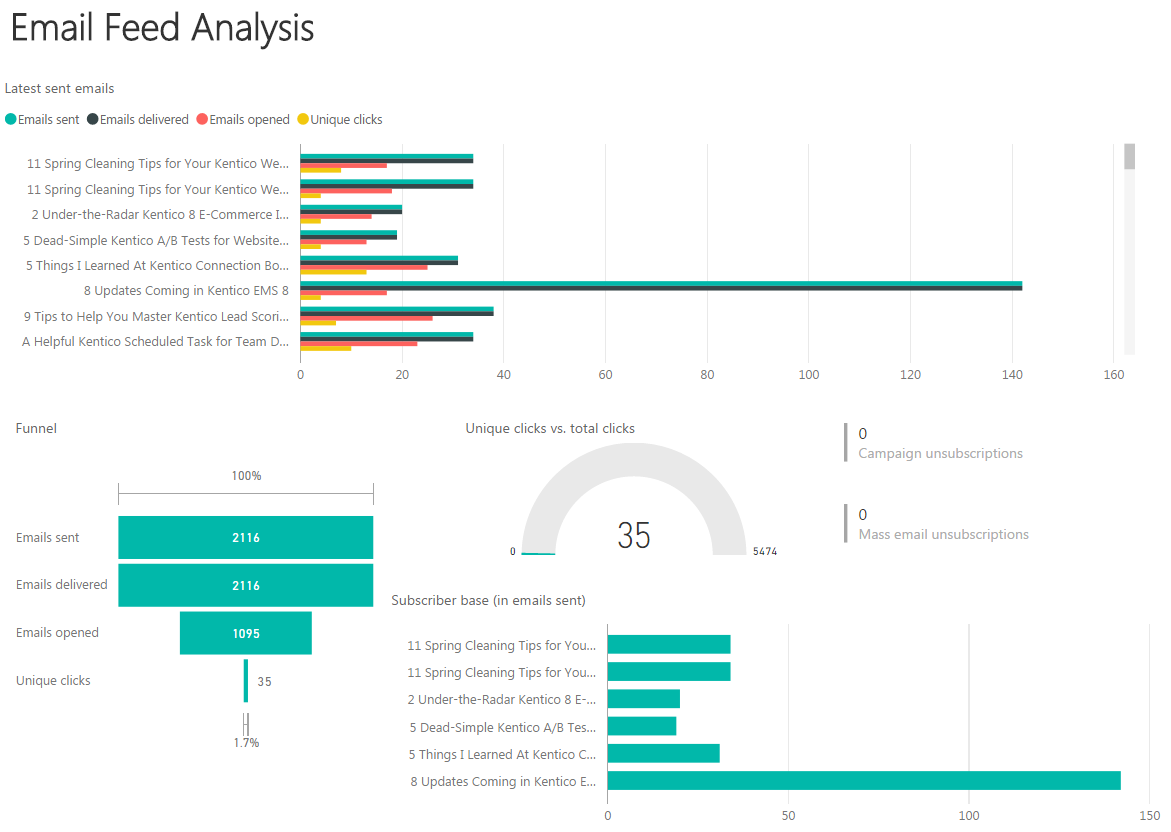 Email Feed Analysis
Latest sent emails
Emails sent Emails delivered Emails opened Unique clicks
11 Spring Cleaning Tips for Your Kentico We...
11 Spring Cleaning Tips for Your Kentico We...
2 Under-the-Radar Kentico 8 E-Commerce I...
5 Dead-Simple Kentico A/B Tests for Website...
5 Things I Learned At Kentico Connection Bo...
8 Updates Coming in Kentico EMS 8
9 Tips to Help You Master Kentico Lead Scori...
A Helpful Kentico Scheduled Task for Team D...
0 20 40 60 80 100 120 140 160
Funnel
100%
Emails sent 2116
Emails delivered 2116
Emails opened 1095
Unique clicks 35
1.7%
Unique clicks vs. total clicks
35
0 5474
0
Campaign unsubscriptions
0
Mass email unsubscriptions
Subscriber base (in emails sent)
11 Spring Cleaning Tips for You...
11 Spring Cleaning Tips for You...
2 Under-the-Radar Kentico 8 E-...
5 Dead-Simple Kentico A/B Tes...
5 Things I Learned At Kentico C...
8 Updates Coming in Kentico E...
0 50 100 150